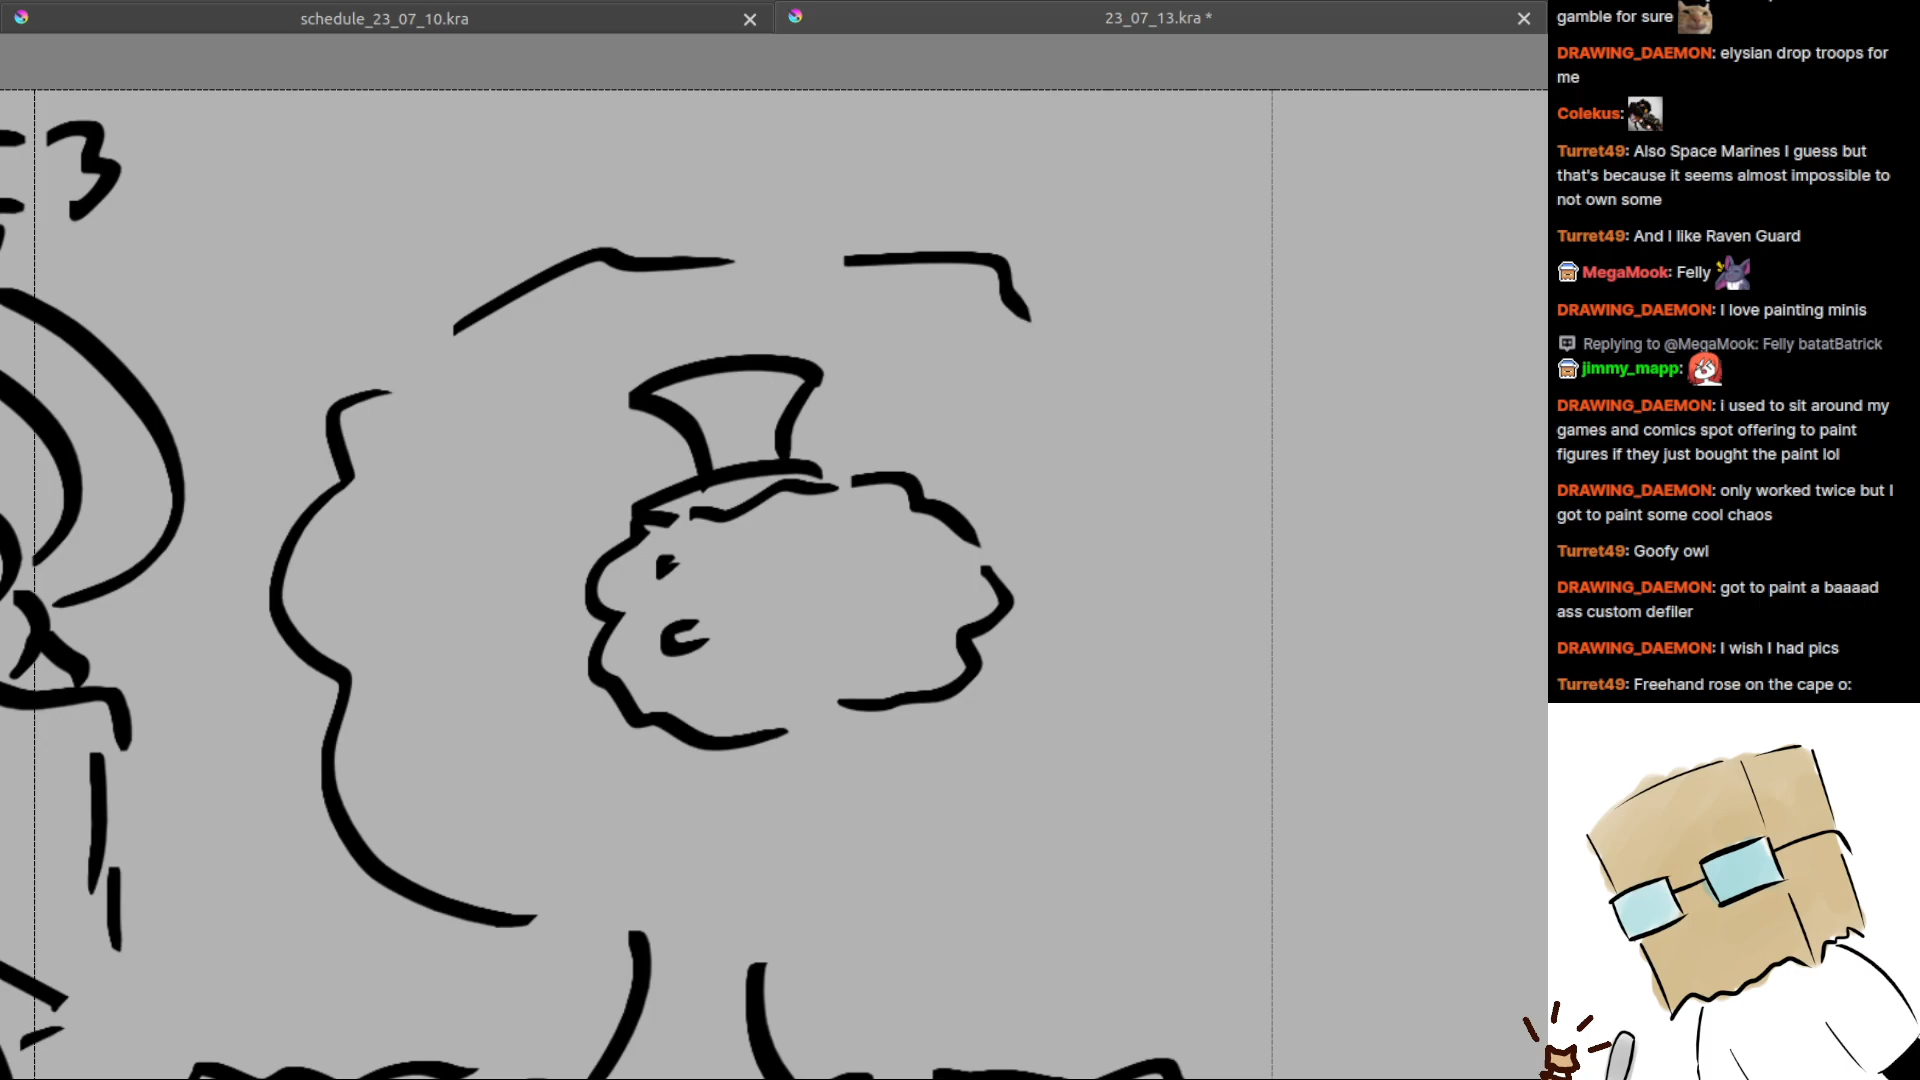 schedule_23_07_10.kra
23_07_13.kra *
3
gamble for sure
DRAWING_DAEMON: elysian drop troops for
me
Colekus:
Turret49: Also Space Marines I guess but
that's because it seems almost impossible to
not own some
Turret49: And I like Raven Guard
MegaMook: Felly
DRAWING_DAEMON: I love painting minis
Replying to @MegaMook: Felly batatBatrick
jimmy_mapp:
DRAWING_DAEMON: i used to sit around my
games and comics spot offering to paint
figures if they just bought the paint lol
DRAWING_DAEMON: only worked twice but I
got to paint some cool chaos
Turret49: Goofy owl
DRAWING_DAEMON: got to paint a baaaad
ass custom defiler
DRAWING_DAEMON: I wish I had pics
Turret49: Freehand rose on the cape o: